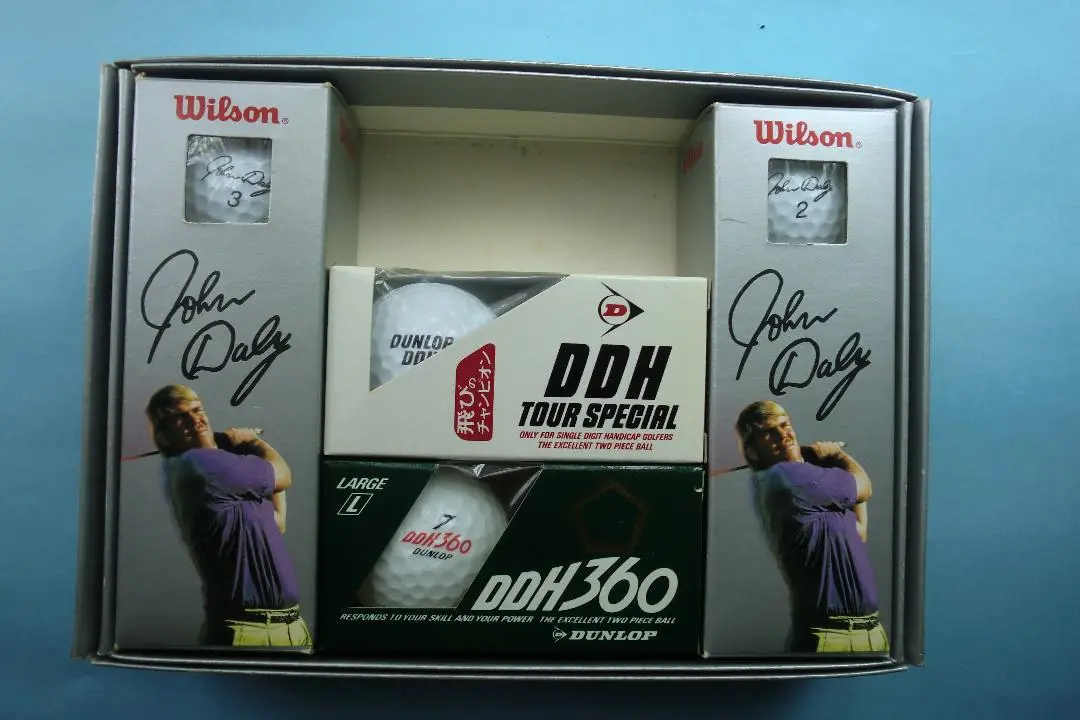 Wilson®
John Daly
3
John
Daly
DUNLOP
DDH
飛びs
チャンピオン
D
DDH
TOUR SPECIAL
ONLY FOR SINGLE DIGIT HANDICAP GOLFERS
THE EXCELLENT TWO PIECE BALL
LARGE
L
7
DDH360
DUNLOP
DDH360
RESPONDS TO YOUR SKILL AND YOUR POWER THE EXCELLENT TWO PIECE BALL
DUNLOP
Wilson®
John Daly
2
John
Daly